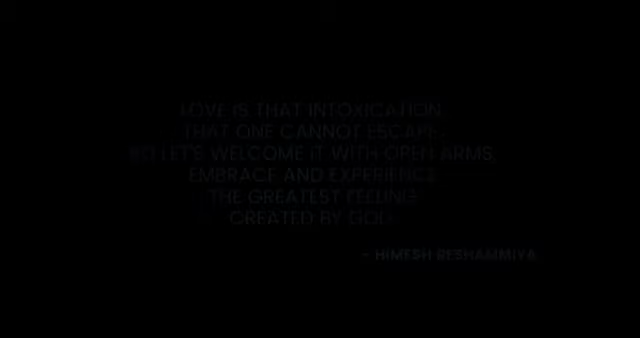 LOVE IS THAT INTOXICATION
THAT ONE CANNOT ESCAPE.
SO LET'S WELCOME IT WITH OPEN ARMS,
EMBRACE AND EXPERIENCE
THE GREATEST FEELING
CREATED BY GOD.
- HIMESH RESHAMMIYA